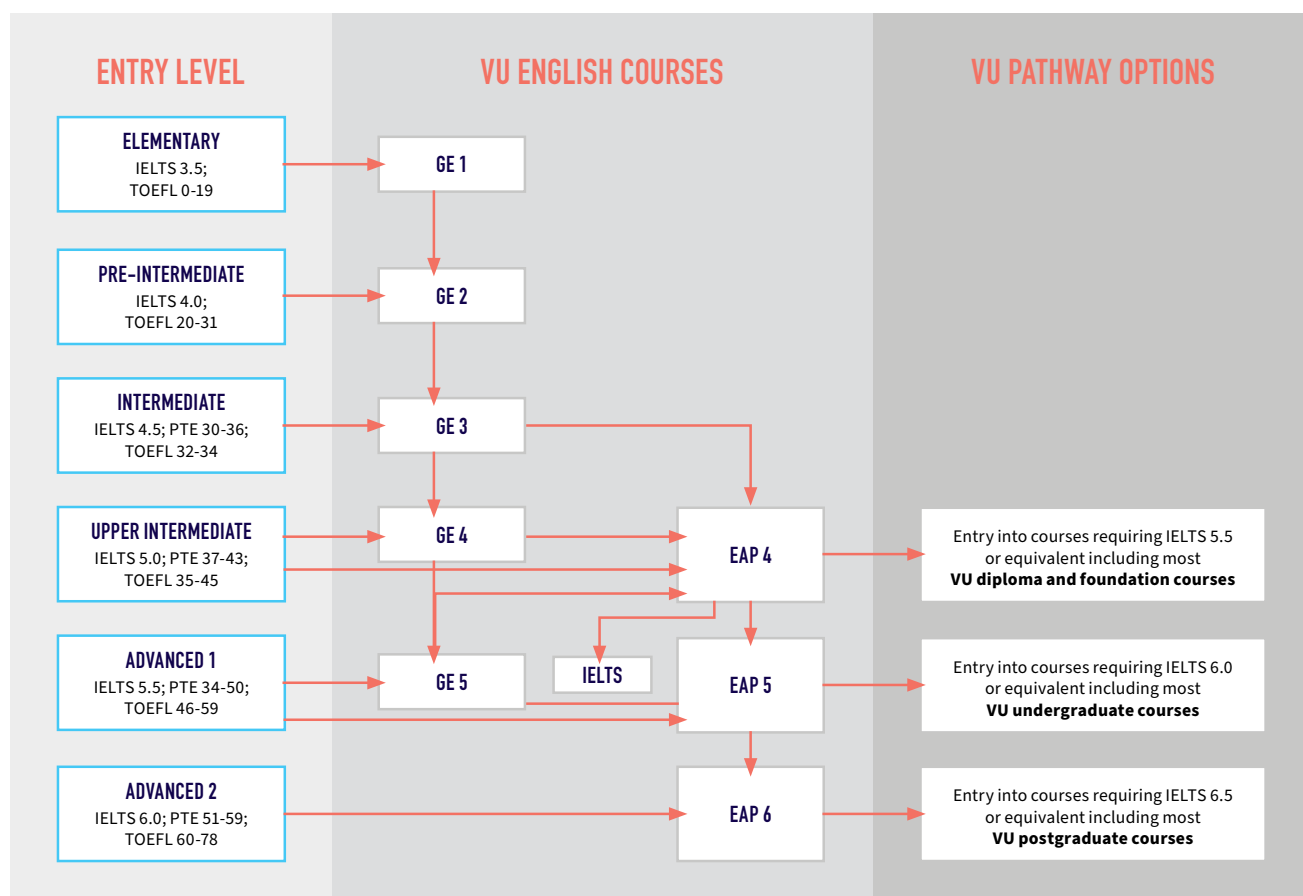 ENTRY LEVEL
VU ENGLISH COURSES
VU PATHWAY OPTIONS
ELEMENTARY
IELTS 3.5;
TOEFL 0-19
GE 1
PRE-INTERMEDIATE
IELTS 4.0;
TOEFL 20-31
GE 2
INTERMEDIATE
IELTS 4.5; PTE 30-36;
TOEFL 32-34
GE 3
UPPER INTERMEDIATE
IELTS 5.0; PTE 37-43;
TOEFL 35-45
GE 4
EAP 4
Entry into courses requiring IELTS 5.5
or equivalent including most
VU diploma and foundation courses
ADVANCED 1
IELTS 5.5; PTE 34-50;
TOEFL 46-59
GE 5
IELTS
EAP 5
Entry into courses requiring IELTS 6.0
or equivalent including most
VU undergraduate courses
ADVANCED 2
IELTS 6.0; PTE 51-59;
TOEFL 60-78
EAP 6
Entry into courses requiring IELTS 6.5
or equivalent including most
VU postgraduate courses